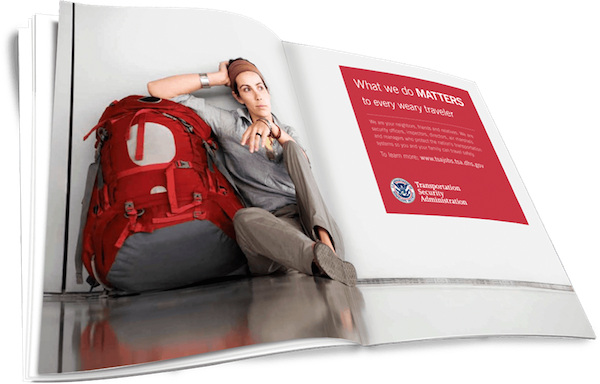 What we do MATTERS
to every weary traveler
We are your neighbors, friends and relatives. We are
security officers, inspectors, directors, air marshals
and managers who protect the nation's transportation
systems so you and your family can travel safely.
To learn more: www.tsajobs.tsa.dhs.gov
Transportation
Security
Administration